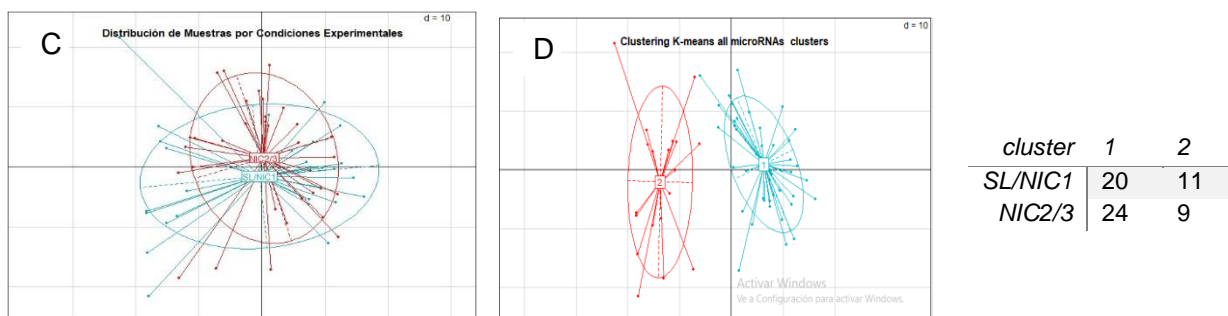 C
d = 10
Distribución de Muestras por Condiciones Experimentales
NIC2/3
SL/NIC1
D
d = 10
Clustering K-means all microRNAs clusters
2
1
Activar Windows
Ve a Configuración para activar Windows.
cluster 1 2
SL/NIC1 20 11
NIC2/3 24 9